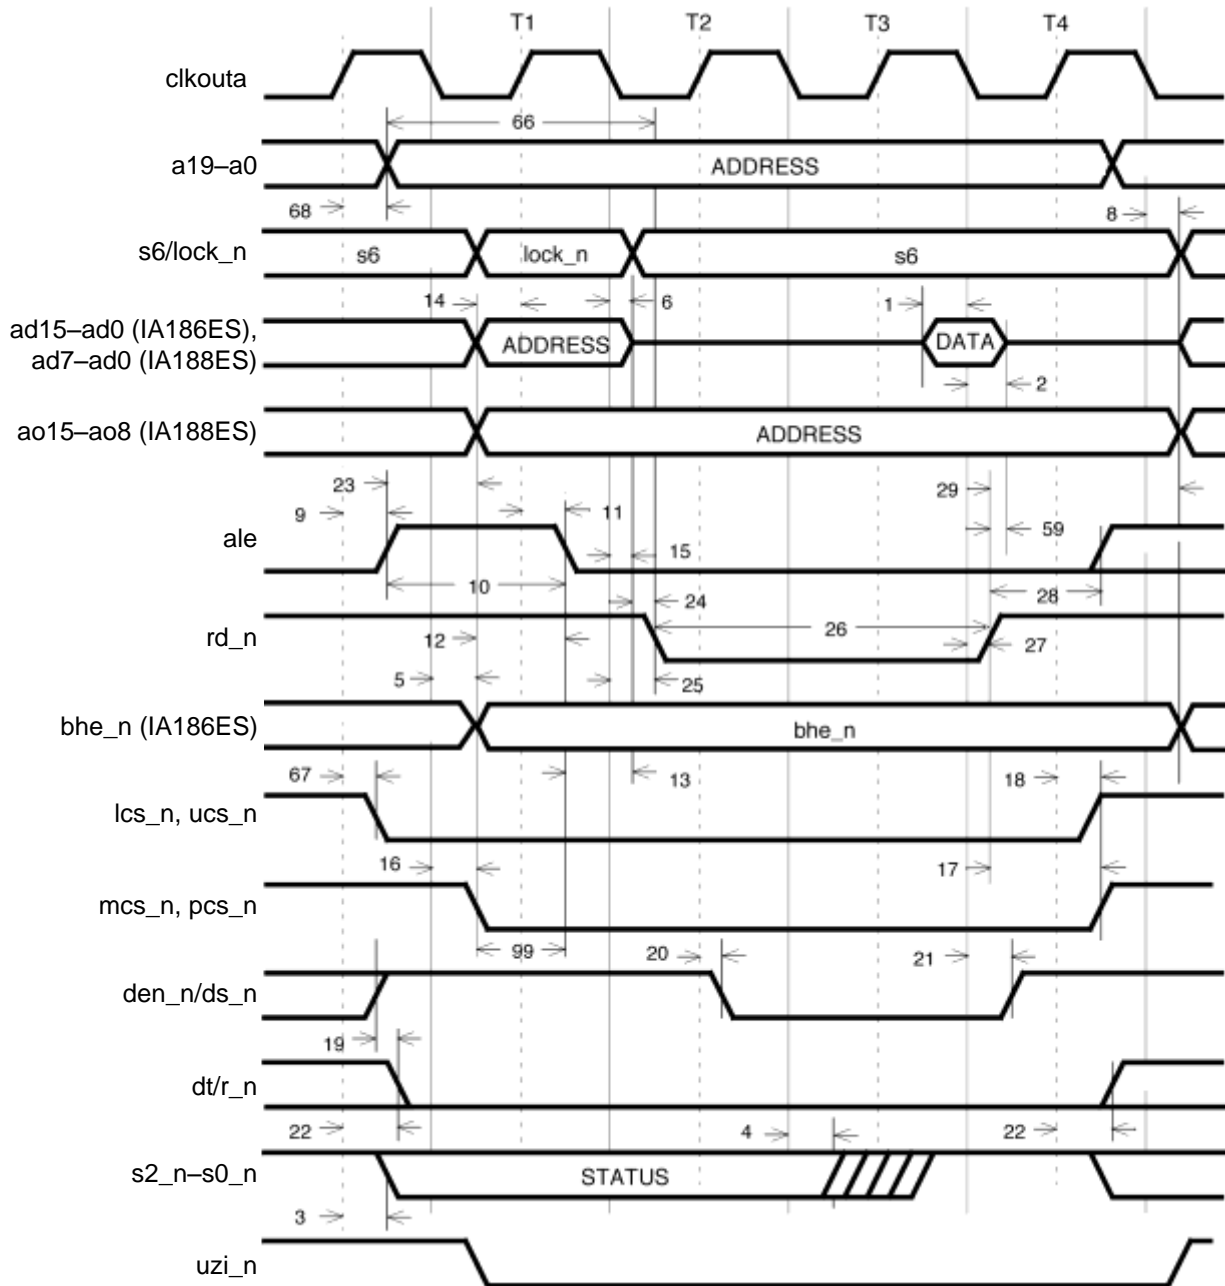 T1 T2 T3 T4
clkouta
66
a19–a0 ADDRESS
68 8
s6/lock_n s6 lock_n s6
14 6 1
ad15–ad0 (IA186ES),
ad7–ad0 (IA188ES) ADDRESS DATA
2
ao15–ao8 (IA188ES) ADDRESS
23 29
9 11 59
ale
15
10 28
24
rd_n 12 26 27
5 25
bhe_n (IA186ES) bhe_n
67 13 18
lcs_n, ucs_n
16 17
mcs_n, pcs_n
99 20 21
den_n/ds_n
19
dt/r_n
22 4 22
s2_n–s0_n STATUS
3
uzi_n